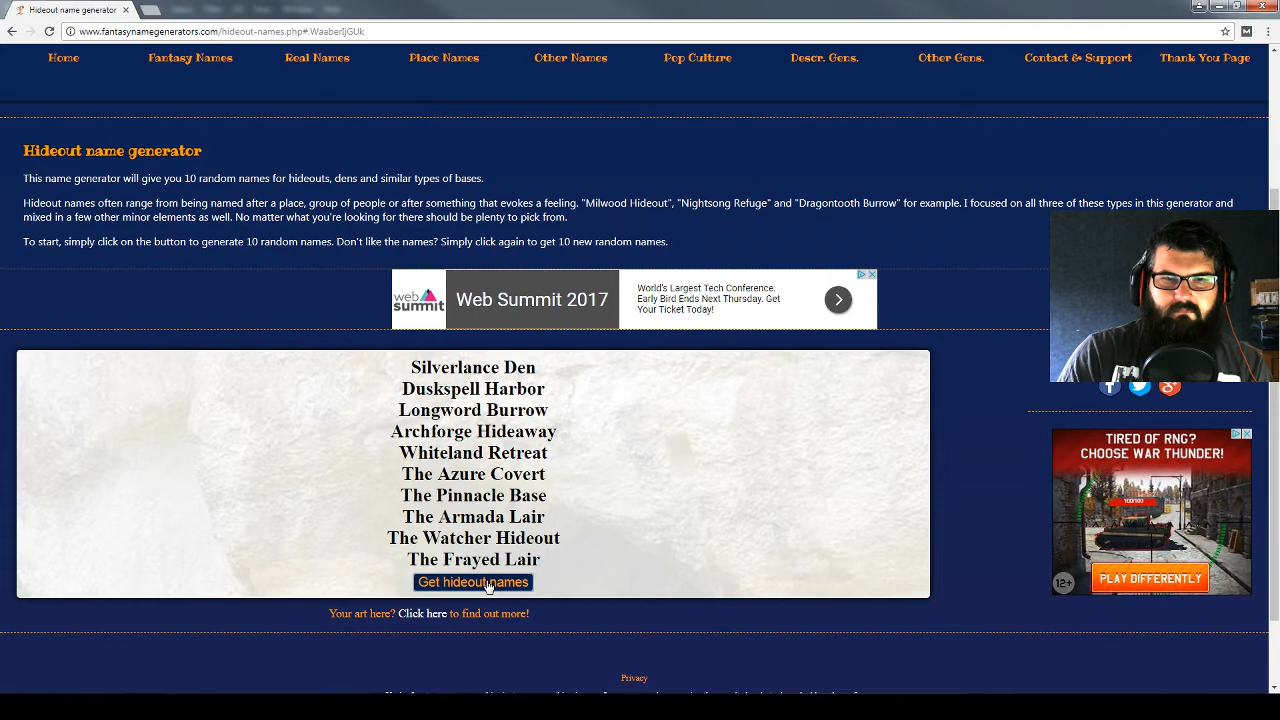 Hideout name generator
www.fantasynamegenerators.com/hideout-names.php#.WaaberJjGUk
Home Fantasy Names Real Names Place Names Other Names Pop Culture Descr. Gens. Other Gens. Contact & Support Thank You Page
Hideout name generator
This name generator will give you 10 random names for hideouts, dens and similar types of bases.
Hideout names often range from being named after a place, group of people or after something that evokes a feeling. "Milwood Hideout", "Nightsong Refuge" and "Dragontooth Burrow" for example. I focused on all three of these types in this generator and
mixed in a few other minor elements as well. No matter what you're looking for there should be plenty to pick from.
To start, simply click on the button to generate 10 random names. Don't like the names? Simply click again to get 10 new random names.
web
summit
Web Summit 2017
World's Largest Tech Conference.
Early Bird Ends Next Thursday. Get
Your Ticket Today!
Silverlance Den
Duskspell Harbor
Longword Burrow
Archforge Hideaway
Whiteland Retreat
The Azure Covert
The Pinnacle Base
The Armada Lair
The Watcher Hideout
The Frayed Lair
Get hideout names
Your art here? Click here to find out more!
TIRED OF RNG?
CHOOSE WAR THUNDER!
100/100
12+
PLAY DIFFERENTLY
Privacy